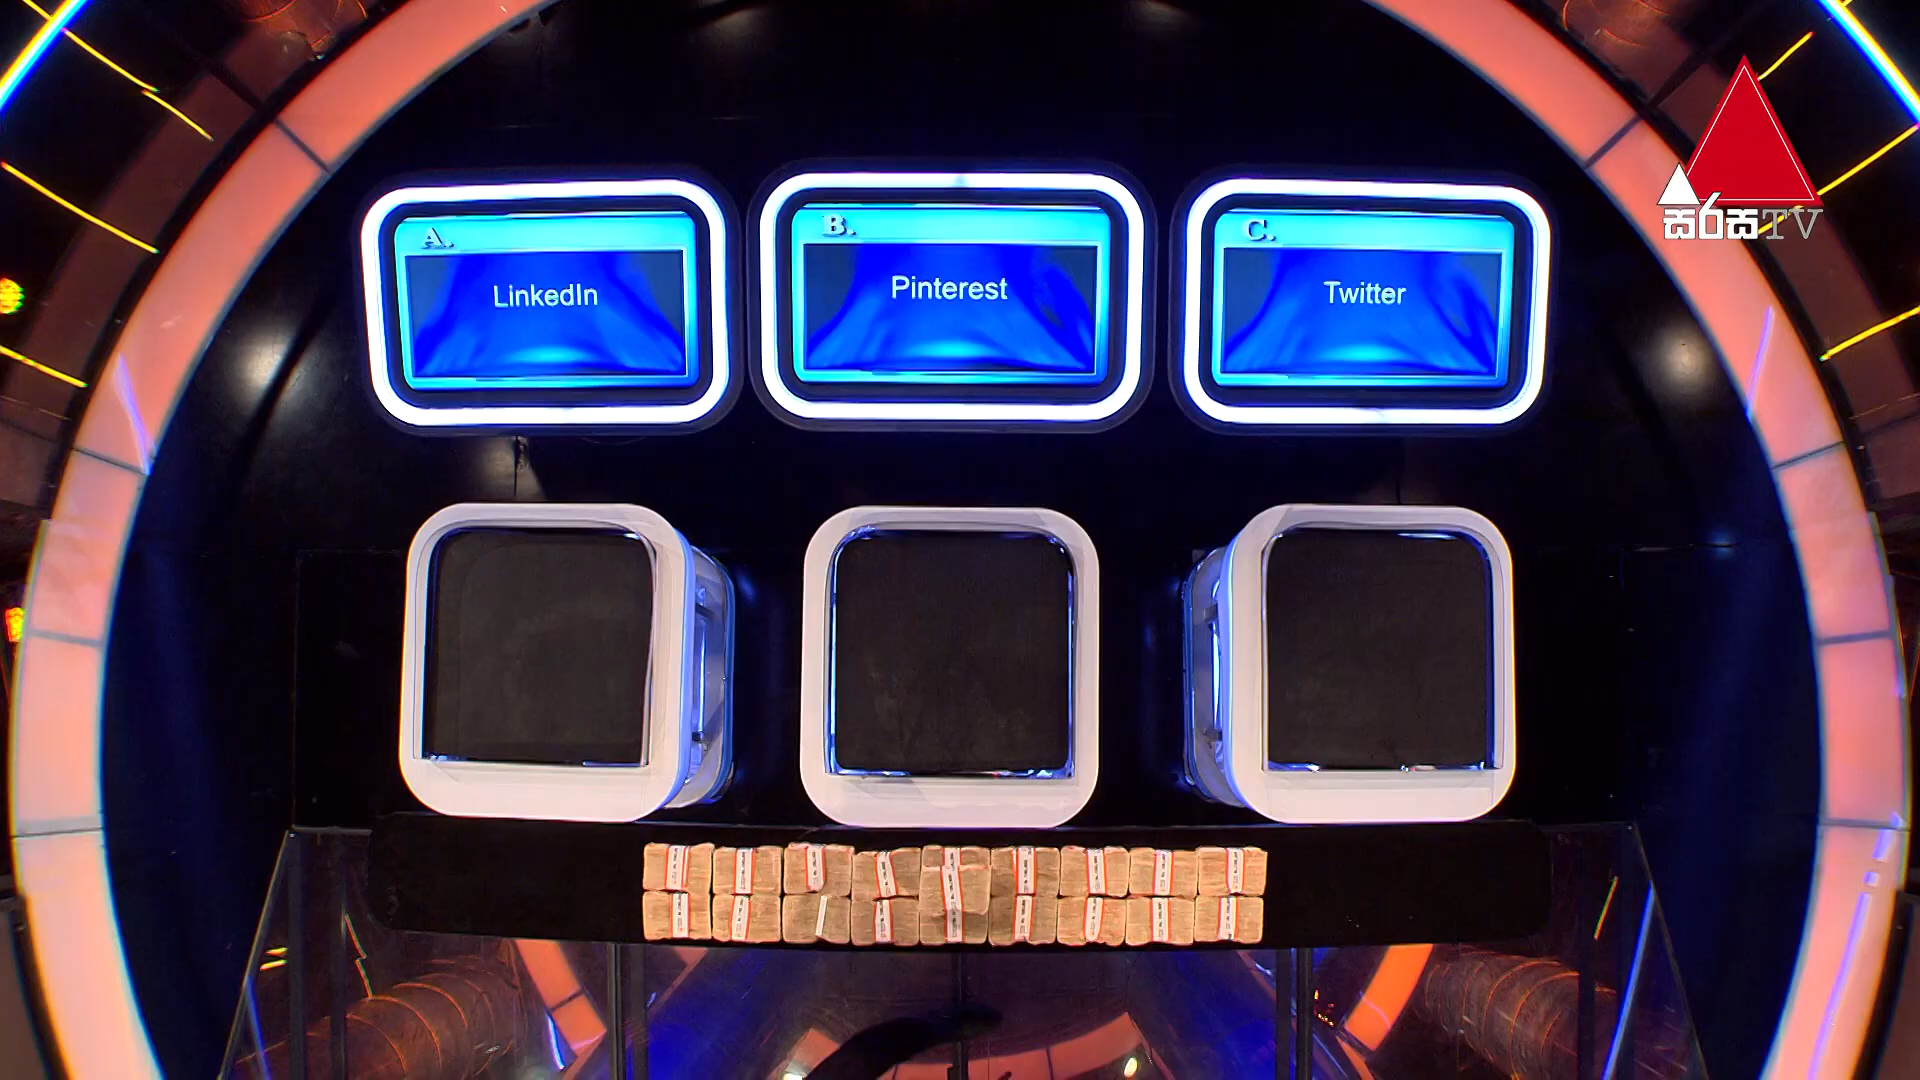 A.
LinkedIn
B.
Pinterest
C.
Twitter
සිරස TV